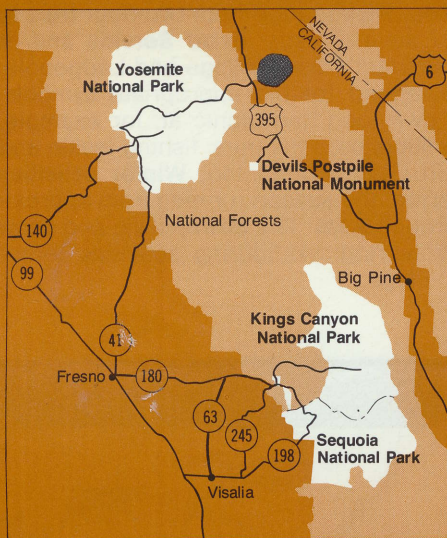 NEVADA
CALIFORNIA
6
Yosemite
National Park
395
Devils Postpile
National Monument
National Forests
140
99
Big Pine
Kings Canyon
National Park
41
Fresno
180
63
245
198
Sequoia
National Park
Visalia